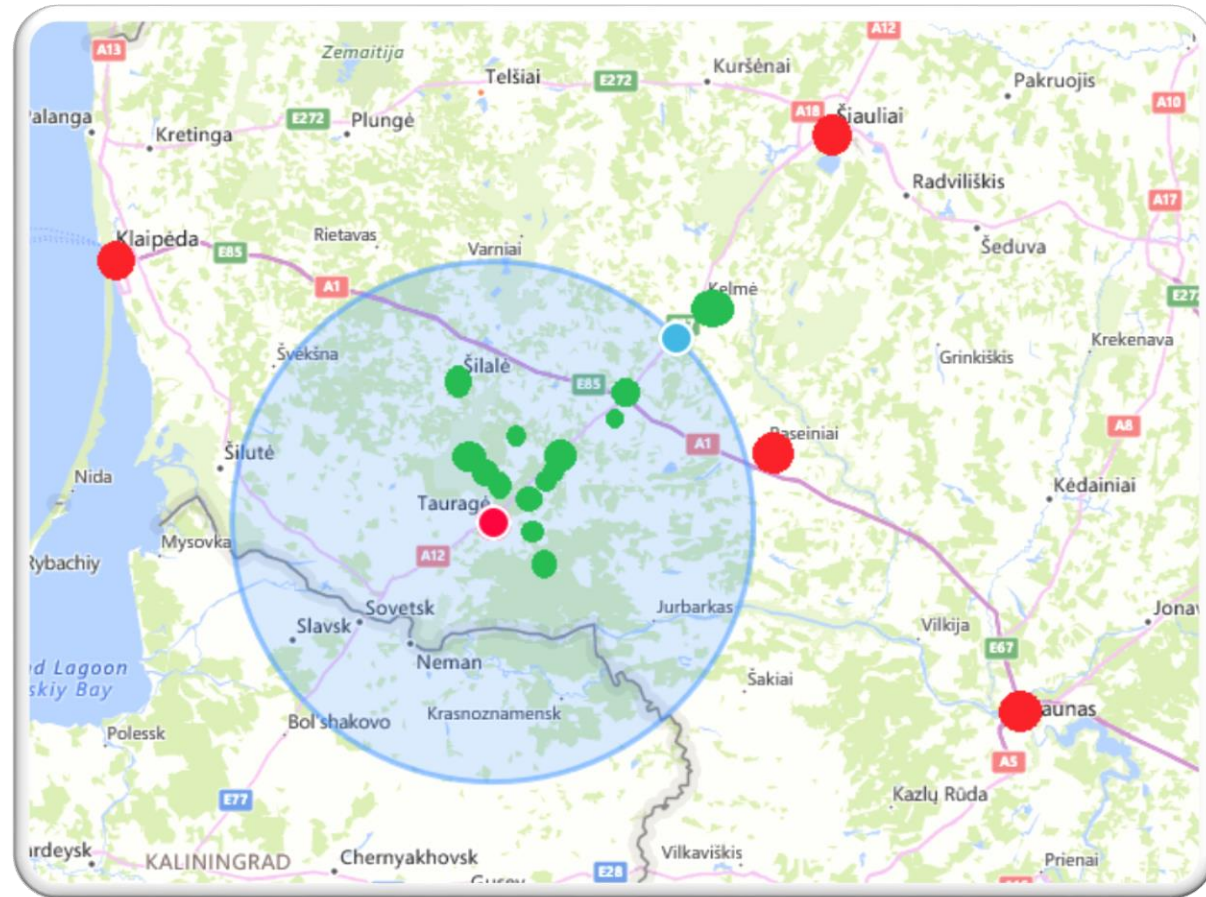 A13
A12
Zemaitija
Telšiai
Kuršėnai
E272
Pakruojis
A18
Šiauliai
A10
Palanga
E272
Plungė
Kretinga
Radviliškis
A17
Klaipėda
Rietavas
Varniai
Šeduva
E85
A1
Kelmė
E272
Krekenava
Švėkšna
Šilalė
Grinkiškis
E85
A8
Raseiniai
A1
Šilutė
Nida
Kėdainiai
Tauragė
Mysovka
A12
Rybachiy
Sovetsk
Jurbarkas
Jonav
Slavsk
Vilkija
Neman
E67
nd Lagoon
skiy Bay
Šakiai
Krasnoznamensk
Bol'shakovo
aunas
Polessk
A5
E77
Kazlų Rūda
ardeysk
KALININGRAD
Chernyakhovsk
Vilkaviškis
Prienai
Gusev
E28